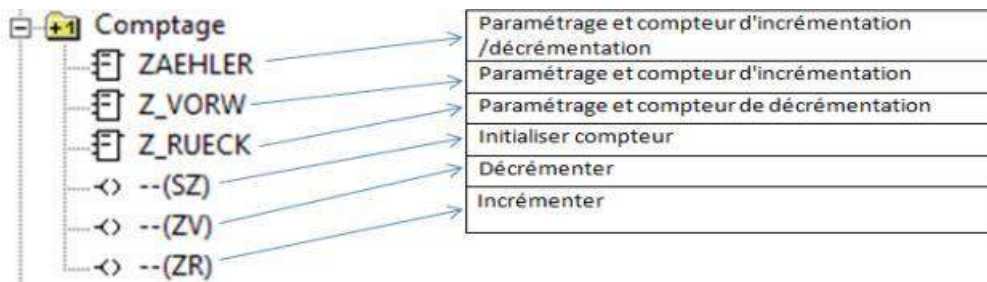 Comptage
ZAEHLER
Z_VORW
Z_RUECK
--(SZ)
--(ZV)
--(ZR)
Paramétrage et compteur d'incrémentation
/décrémentation
Paramétrage et compteur d'incrémentation
Paramétrage et compteur de décrémentation
Initialiser compteur
Décrémenter
Incrémenter